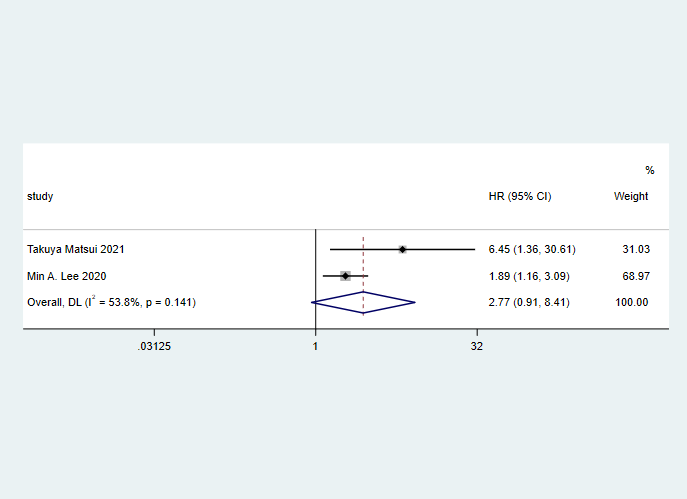 %
study HR (95% CI) Weight
Takuya Matsui 2021 6.45 (1.36, 30.61) 31.03
Min A. Lee 2020 1.89 (1.16, 3.09) 68.97
Overall, DL (I² = 53.8%, p = 0.141) 2.77 (0.91, 8.41) 100.00
.03125 1 32